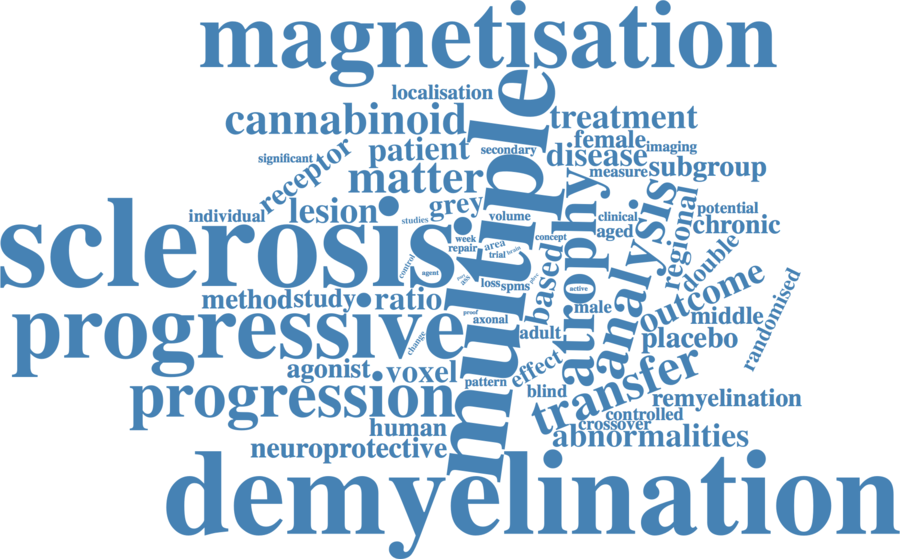 magnetisation
multiple
localisation
cannabinoid
treatment
female
imaging
significant
receptor
patient
secondary
disease
measure
subgroup
matter
individual
lesion
studies
grey
volume
clinical
aged
regional
potential
chronic
sclerosis
control
agent
week
repair
area
trial
brain
concept
loss
spms
based
atrophy
active
analysis
double
method
study
ratio
male
outcome
middle
randomised
progressive
change
proof
axonal
adult
placebo
agonist
voxel
pattern
effect
blind
transfer
remyelination
progression
controlled
crossover
human
abnormalities
neuroprotective
demyelination